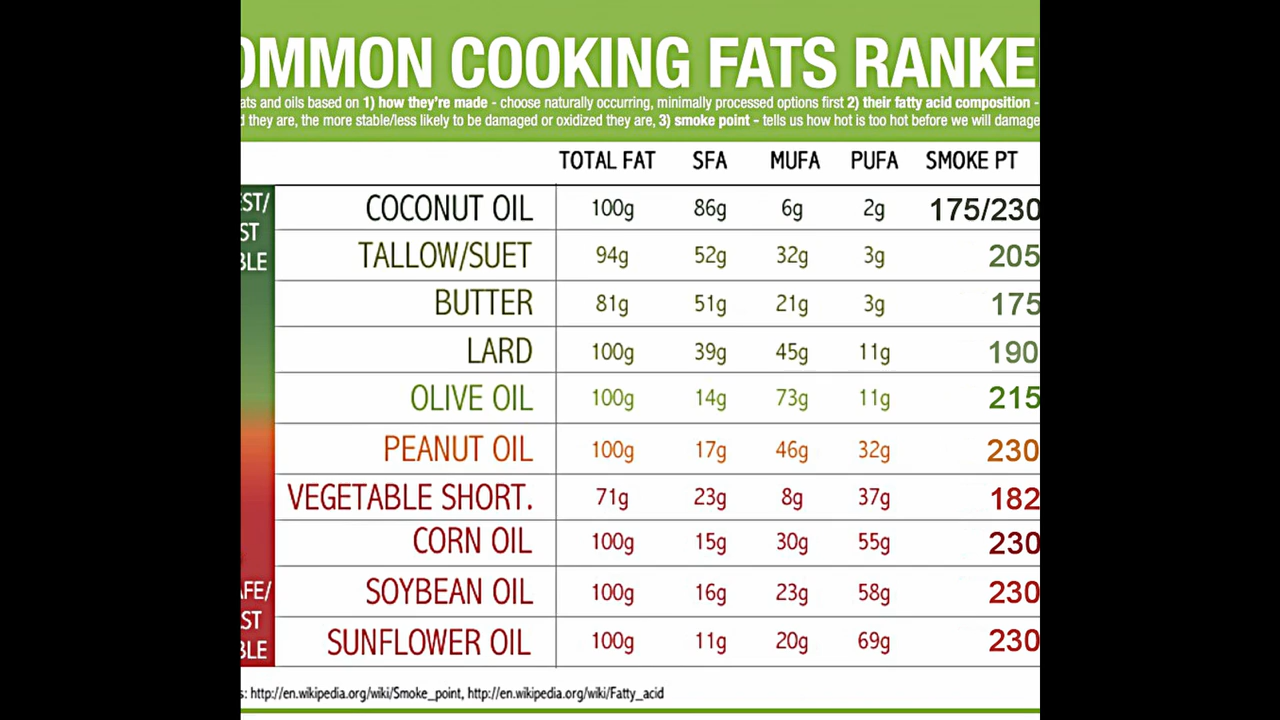 OMMON COOKING FATS RANKE
ats and oils based on 1) how they're made - choose naturally occurring, minimally processed options first 2) their fatty acid composition -
d they are, the more stable/less likely to be damaged or oxidized they are, 3) smoke point - tells us how hot is too hot before we will damage
TOTAL FAT SFA MUFA PUFA SMOKE PT
EST/
ST
BLE
COCONUT OIL 100g 86g 6g 2g 175/230
TALLOW/SUET 94g 52g 32g 3g 205
BUTTER 81g 51g 21g 3g 175
LARD 100g 39g 45g 11g 190
OLIVE OIL 100g 14g 73g 11g 215
PEANUT OIL 100g 17g 46g 32g 230
VEGETABLE SHORT. 71g 23g 8g 37g 182
CORN OIL 100g 15g 30g 55g 230
SOYBEAN OIL 100g 16g 23g 58g 230
SUNFLOWER OIL 100g 11g 20g 69g 230
AFE/
ST
BLE
s: http://en.wikipedia.org/wiki/Smoke_point, http://en.wikipedia.org/wiki/Fatty_acid